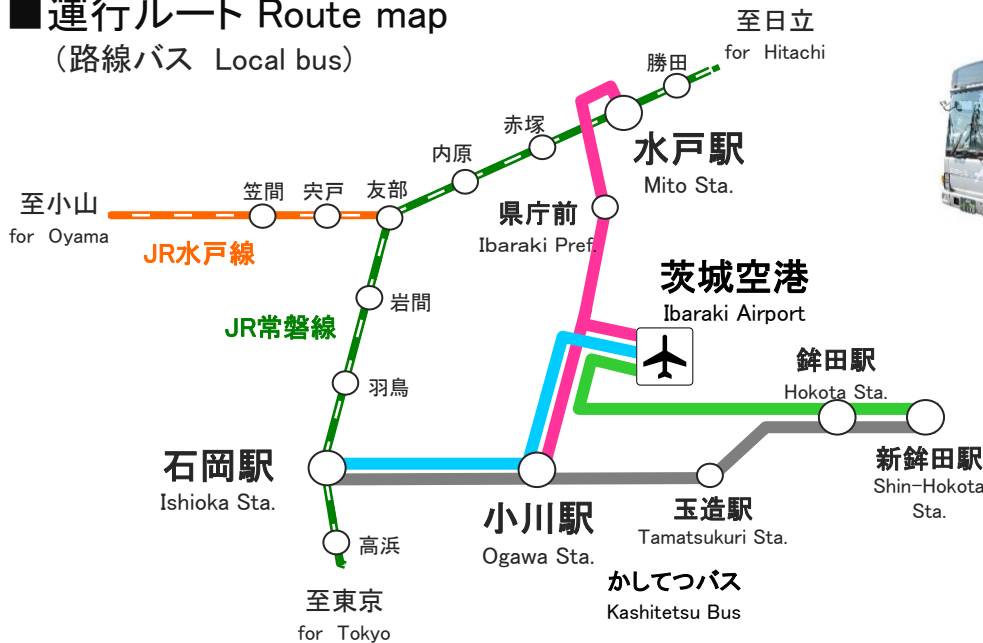 ■運行ルート Route map
（路線バス Local bus）
至日立
for Hitachi
勝田
水戸駅
Mito Sta.
赤塚
内原
友部
宍戸
笠間
至小山
for Oyama
JR水戸線
県庁前
Ibaraki Pref.
茨城空港
Ibaraki Airport
岩間
JR常磐線
羽鳥
鉾田駅
Hokota Sta.
新鉾田駅
Shin-Hokota
Sta.
石岡駅
Ishioka Sta.
小川駅
Ogawa Sta.
玉造駅
Tamatsukuri Sta.
高浜
かしてつバス
Kashitetsu Bus
至東京
for Tokyo